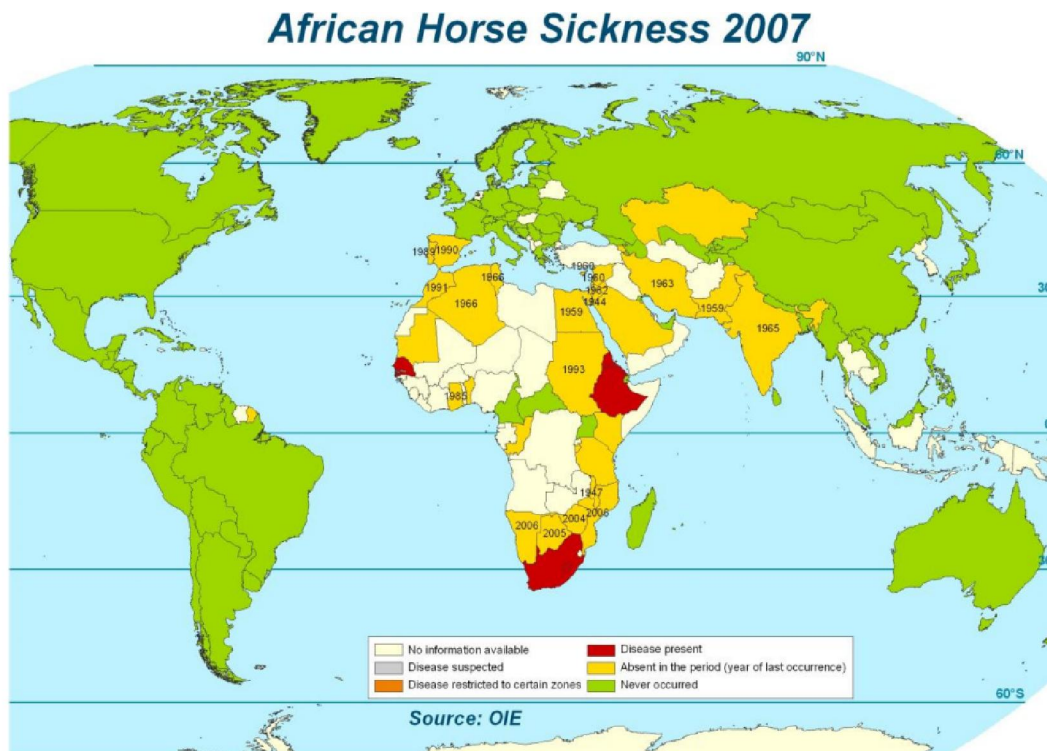 African Horse Sickness 2007
90°N
60°N
1989 1990
1960
1991
1966
1960
1962
1944
1963
1959
1959
1965
1993
1985
0°
1947
2006
2004
2005
No information available
Disease suspected
Disease restricted to certain zones
Disease present
Absent in the period (year of last occurrence)
Never occurred
60°S
Source: OIE